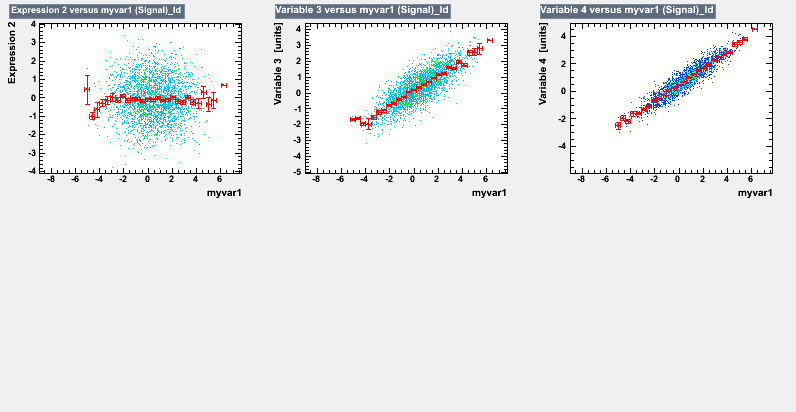 Expression 2 versus myvar1 (Signal)_Id
Expression 2
4
3
2
1
0
-1
-2
-3
-4
-8 -6 -4 -2 0 2 4 6
myvar1
Variable 3 versus myvar1 (Signal)_Id
Variable 3 [units]
4
3
2
1
0
-1
-2
-3
-4
-5
-8 -6 -4 -2 0 2 4 6
myvar1
Variable 4 versus myvar1 (Signal)_Id
Variable 4 [units]
4
2
0
-2
-4
-8 -6 -4 -2 0 2 4 6
myvar1